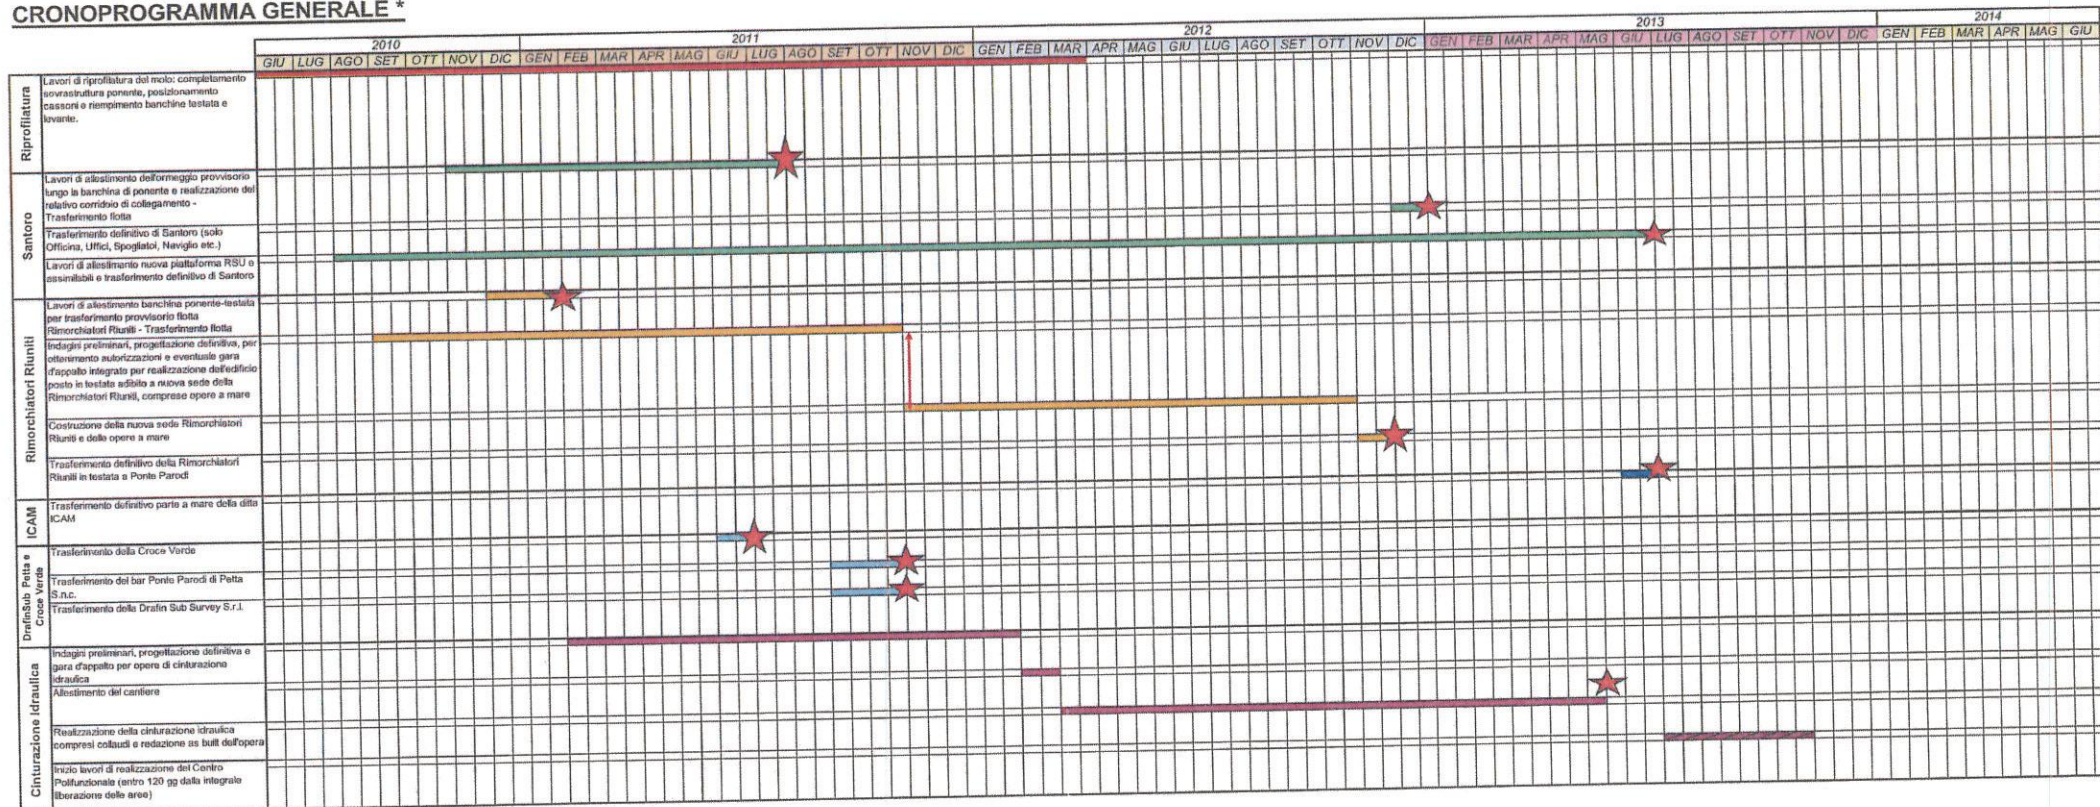 CRONOPROGRAMMA GENERALE *
2010 2011 2012 2013 2014
GIU LUG AGO SET OTT NOV DIC GEN FEB MAR APR MAG GIU LUG AGO SET OTT NOV DIC GEN FEB MAR APR MAG GIU LUG AGO SET OTT NOV DIC GEN FEB MAR APR MAG GIU LUG AGO SET OTT NOV DIC GEN FEB MAR APR MAG GIU
Riprofilatura
Lavori di riprofilatura del molo: completamento
sovrastruttura ponente, posizionamento
cassoni e riempimento banchine testata e
levante.
Santoro
Lavori di allestimento dell'ormeggio provvisorio
lungo la banchina di ponente e realizzazione del
relativo corridoio di collegamento -
Trasferimento flotta
Trasferimento definitivo di Santoro (solo
Officina, Uffici, Spogliatoi, Naviglio etc.)
Lavori di allestimento nuova piattaforma RSU e
assimilabili e trasferimento definitivo di Santoro
Rimorchiatori Riuniti
Lavori di allestimento banchina ponente-testata
per trasferimento provvisorio flotta
Rimorchiatori Riuniti - Trasferimento flotta
Indagini preliminari, progettazione definitiva, per
ottenimento autorizzazioni e eventuale gara
d'appalto integrato per realizzazione dell'edificio
posto in testata adibito a nuova sede della
Rimorchiatori Riuniti, comprese opere a mare
Costruzione della nuova sede Rimorchiatori
Riuniti e delle opere a mare
Trasferimento definitivo della Rimorchiatori
Riuniti in testata a Ponte Parodi
ICAM
Trasferimento definitivo parte a mare della ditta
ICAM
DrafinSub Petta e
Croce Verde
Trasferimento della Croce Verde
Trasferimento del bar Ponte Parodi di Petta
S.n.c.
Trasferimento della Drafin Sub Survey S.r.l.
Cinturazione Idraulica
Indagini preliminari, progettazione definitiva e
gara d'appalto per opere di cinturazione
idraulica
Allestimento del cantiere
Realizzazione della cinturazione idraulica
compresi collaudi e redazione as built dell'opera
Inizio lavori di realizzazione del Centro
Polifunzionale (entro 120 gg dalla integrale
liberazione delle aree)